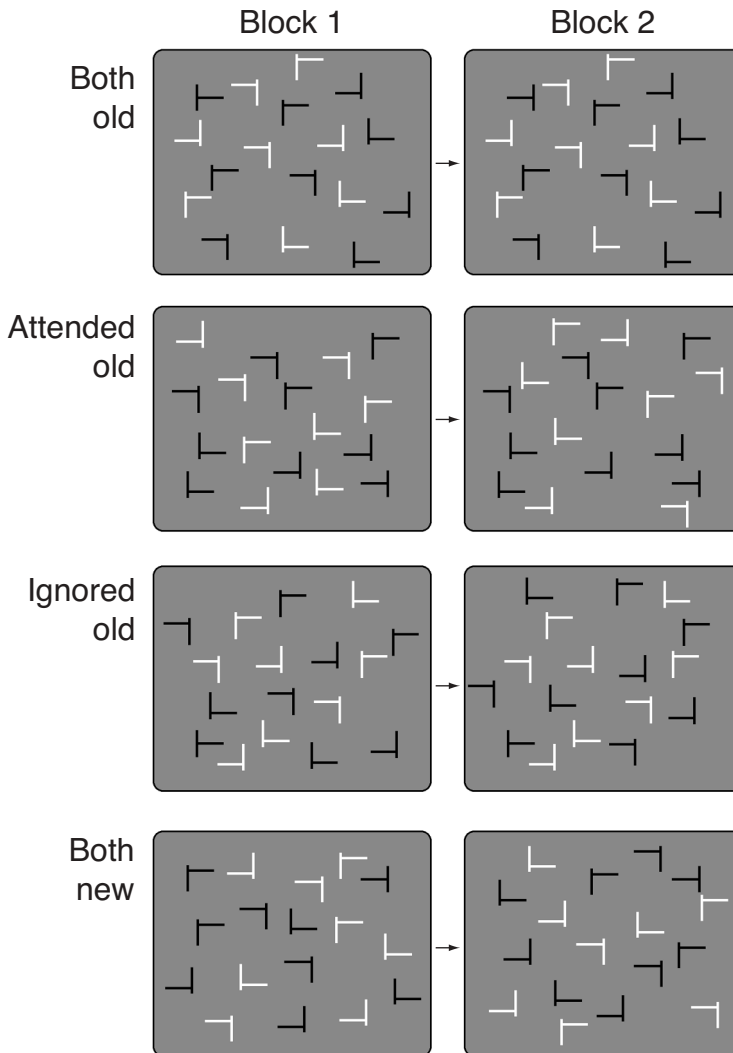 Block 1
Block 2
Both
old
Attended
old
Ignored
old
Both
new